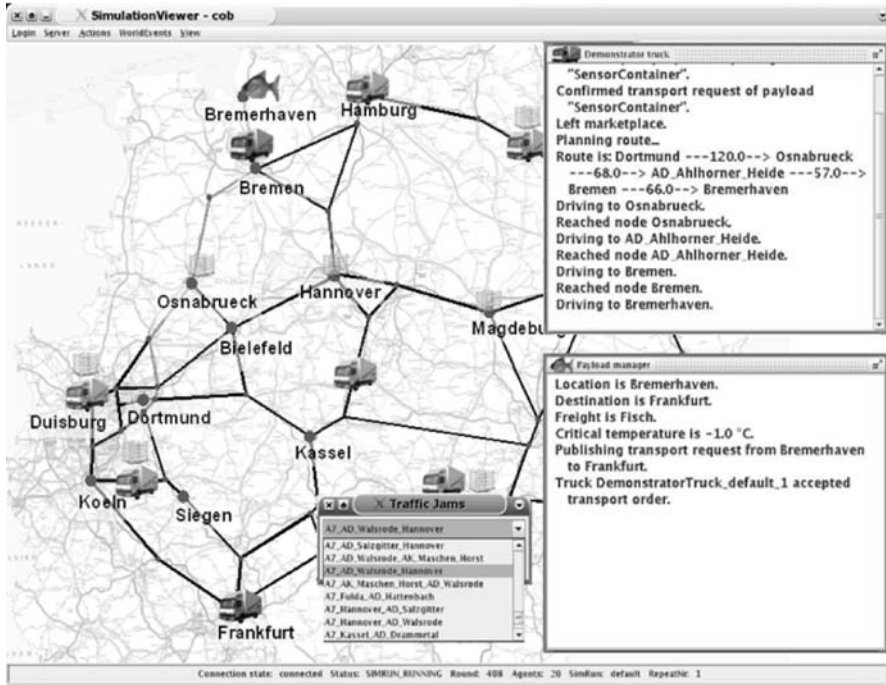 SimulationViewer - cob
Login Server Actions WorldEvents View
Demonstrator truck
"SensorContainer".
Confirmed transport request of payload
"SensorContainer".
Left marketplace.
Planning route...
Route is: Dortmund ---120.0--> Osnabrueck
---68.0--> AD_Ahlhorner_Heide ---57.0-->
Bremen ---66.0--> Bremerhaven
Driving to Osnabrueck.
Reached node Osnabrueck.
Driving to AD_Ahlhorner_Heide.
Reached node AD_Ahlhorner_Heide.
Driving to Bremen.
Reached node Bremen.
Driving to Bremerhaven.
Bremerhaven
Hamburg
Bremen
Osnabrueck
Hannover
Bielefeld
Duisburg
Dortmund
Kassel
Koeln
Siegen
Frankfurt
Payload manager
Location is Bremerhaven.
Destination is Frankfurt.
Freight is Fisch.
Critical temperature is -1.0 °C.
Publishing transport request from Bremerhaven
to Frankfurt.
Truck DemonstratorTruck_default_1 accepted
transport order.
Traffic Jams
A7_AD_Walsrode_Hannover
A7_AD_Salzgitter_Hannover
A7_AD_Walsrode_AK_Maschen_Horst
A7_AD_Walsrode_Hannover
A7_AK_Maschen_Horst_AD_Walsrode
A7_Fulda_AD_Hattenbach
A7_Hannover_AD_Salzgitter
A7_Hannover_AD_Walsrode
A7_Kassel_AD_Drammetal
Connection state: connected Status: SIMRUN_RUNNING Round: 408 Agents: 20 SimRun: default RepeatNr: 1